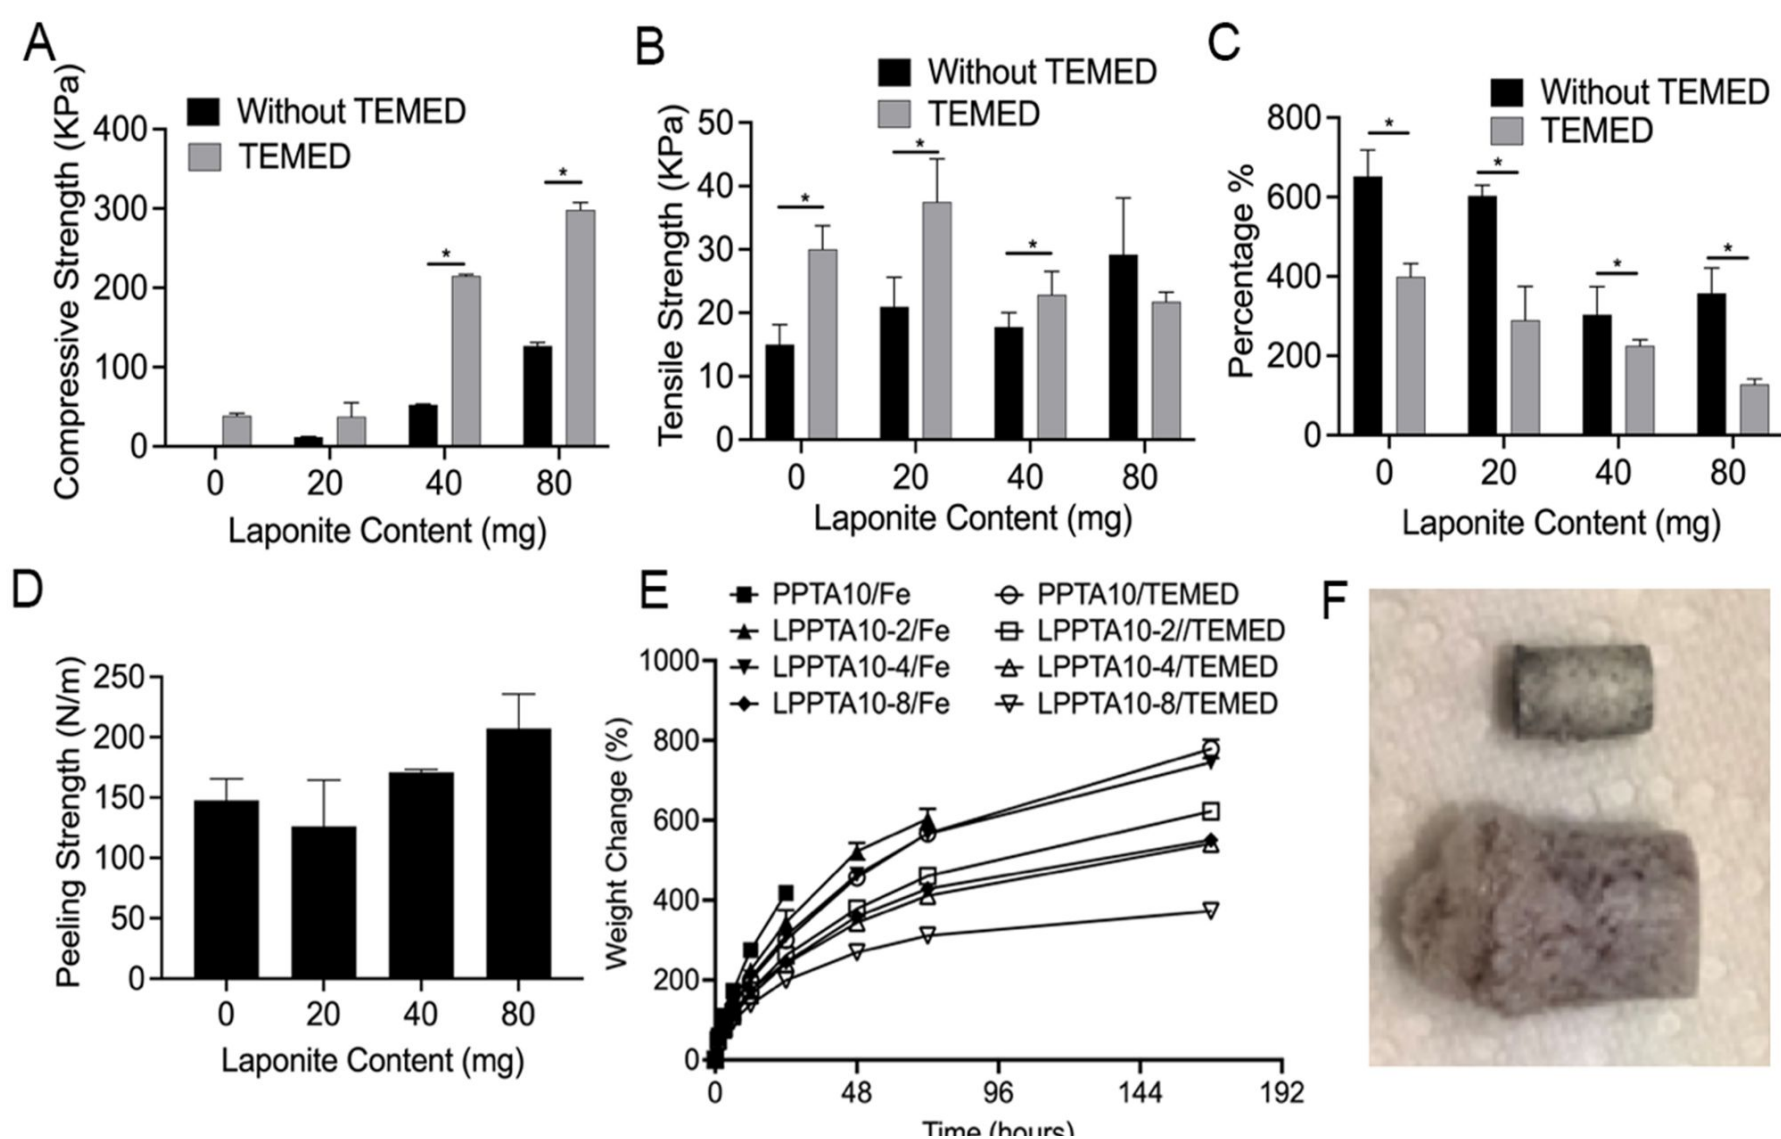 A
Compressive Strength (KPa)
Without TEMED
TEMED
400
300
200
100
0
*
*
0 20 40 80
Laponite Content (mg)
B
Tensile Strength (KPa)
Without TEMED
TEMED
50
40
30
20
10
0
*
*
*
0 20 40 80
Laponite Content (mg)
C
Percentage %
Without TEMED
TEMED
800
600
400
200
0
*
*
*
*
0 20 40 80
Laponite Content (mg)
D
Peeling Strength (N/m)
250
200
150
100
50
0
0 20 40 80
Laponite Content (mg)
E
PPTA10/Fe PPTA10/TEMED
LPPTA10-2/Fe LPPTA10-2//TEMED
LPPTA10-4/Fe LPPTA10-4/TEMED
LPPTA10-8/Fe LPPTA10-8/TEMED
Weight Change (%)
1000
800
600
400
200
0
0 48 96 144 192
Time (hours)
F